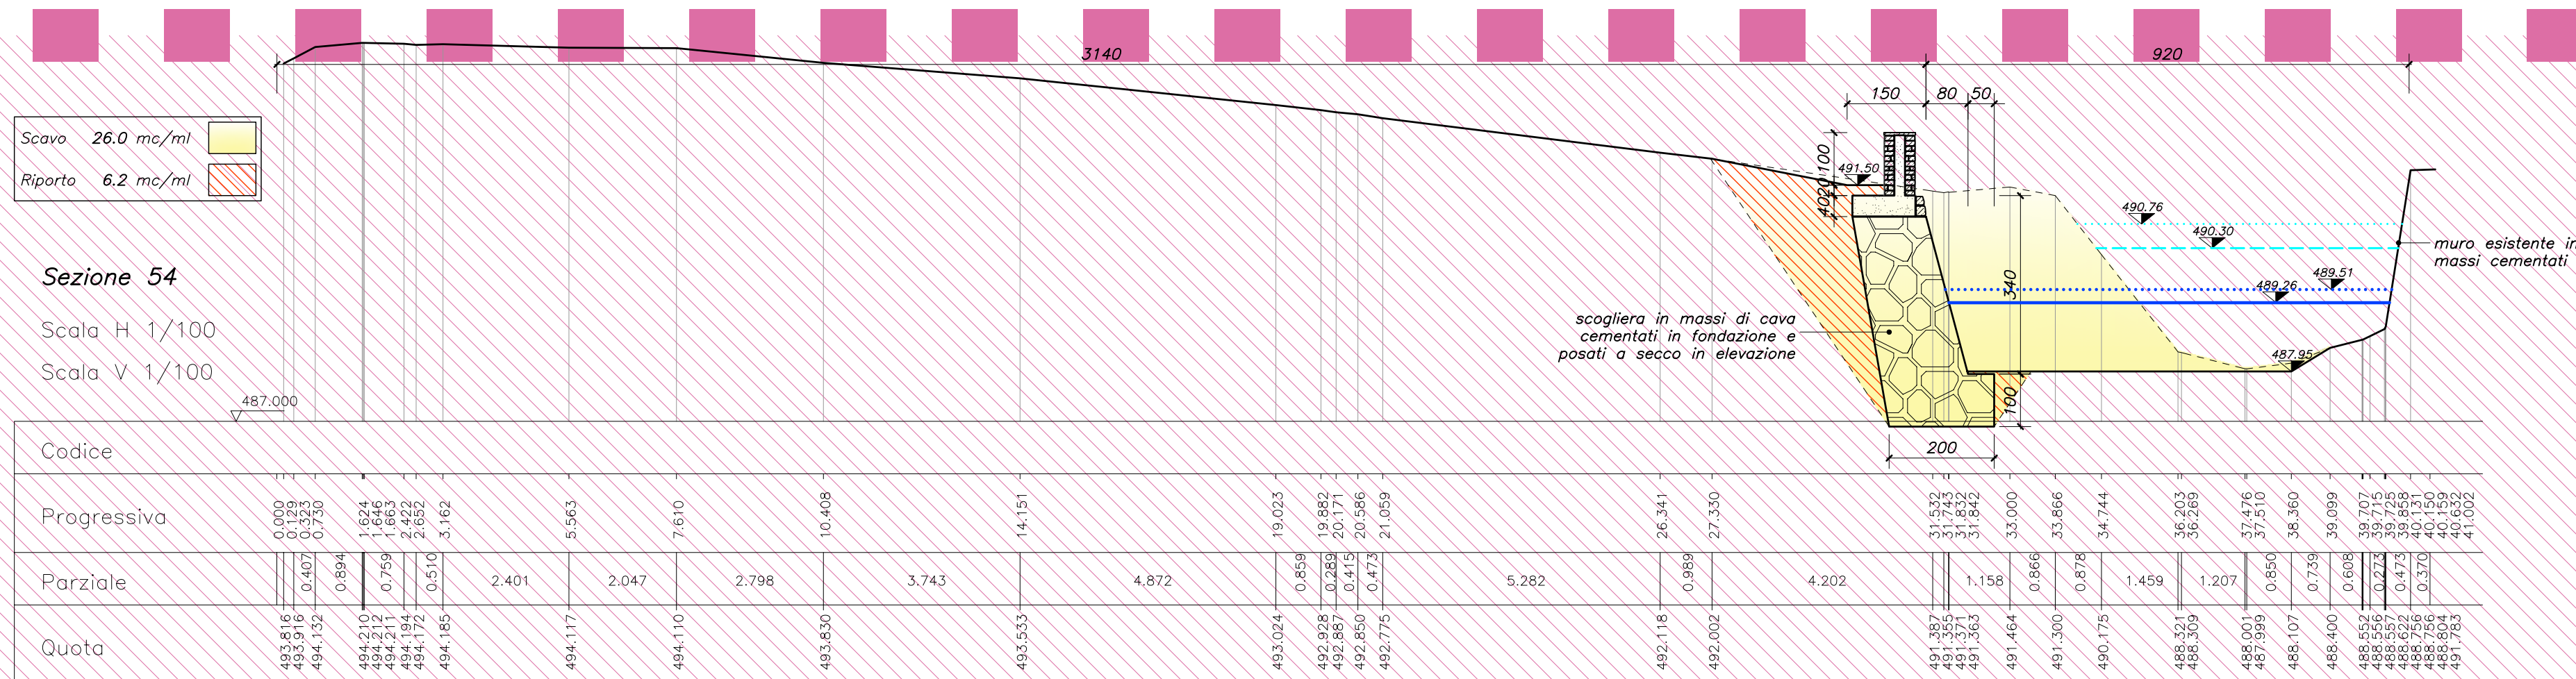 3140
920
150 80 50
Scavo 26.0 mc/ml
Riporto 6.2 mc/ml
100
20
40
491.50
490.76
490.30
muro esistente in
massi cementati
489.51
489.26
340
Sezione 54
Scala H 1/100
Scala V 1/100
scogliera in massi di cava
cementati in fondazione e
posati a secco in elevazione
487.95
487.000
100
200
Codice
Progressiva 0.000 0.129 0.323 0.730 1.624 1.646 1.663 2.422 2.652 3.162 5.563 7.610 10.408 14.151 19.023 19.882 20.171 20.586 21.059 26.341 27.330 31.532 31.743 31.832 31.842 33.000 33.866 34.744 36.203 36.269 37.476 37.510 38.360 39.099 39.707 39.715 39.725 39.858 40.131 40.150 40.159 40.632 41.002
Parziale 0.407 0.894 0.759 0.510 2.401 2.047 2.798 3.743 4.872 0.859 0.289 0.415 0.473 5.282 0.989 4.202 1.158 0.866 0.878 1.459 1.207 0.850 0.739 0.608 0.273 0.473 0.370
Quota 493.816 493.916 494.132 494.210 494.212 494.211 494.194 494.172 494.185 494.117 494.110 493.830 493.533 493.024 492.928 492.887 492.850 492.775 492.118 492.002 491.387 491.355 491.371 491.363 491.464 491.300 490.175 488.321 488.309 488.001 487.999 488.107 488.400 488.552 488.556 488.557 488.622 488.756 488.756 488.804 491.783